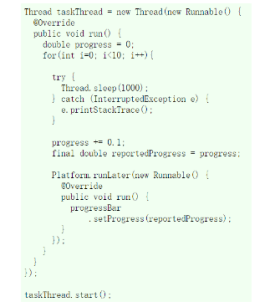 Thread taskThread = new Thread(new Runnable() {
  @Override
  public void run() {
    double progress = 0;
    for(int i=0; i<10; i++){

      try {
        Thread.sleep(1000);
      } catch (InterruptedException e) {
        e.printStackTrace();
      }

      progress += 0.1;
      final double reportedProgress = progress;

      Platform.runLater(new Runnable() {
        @Override
        public void run() {
          progressBar
              .setProgress(reportedProgress);
        }
      });
    }
  }
});

taskThread.start();